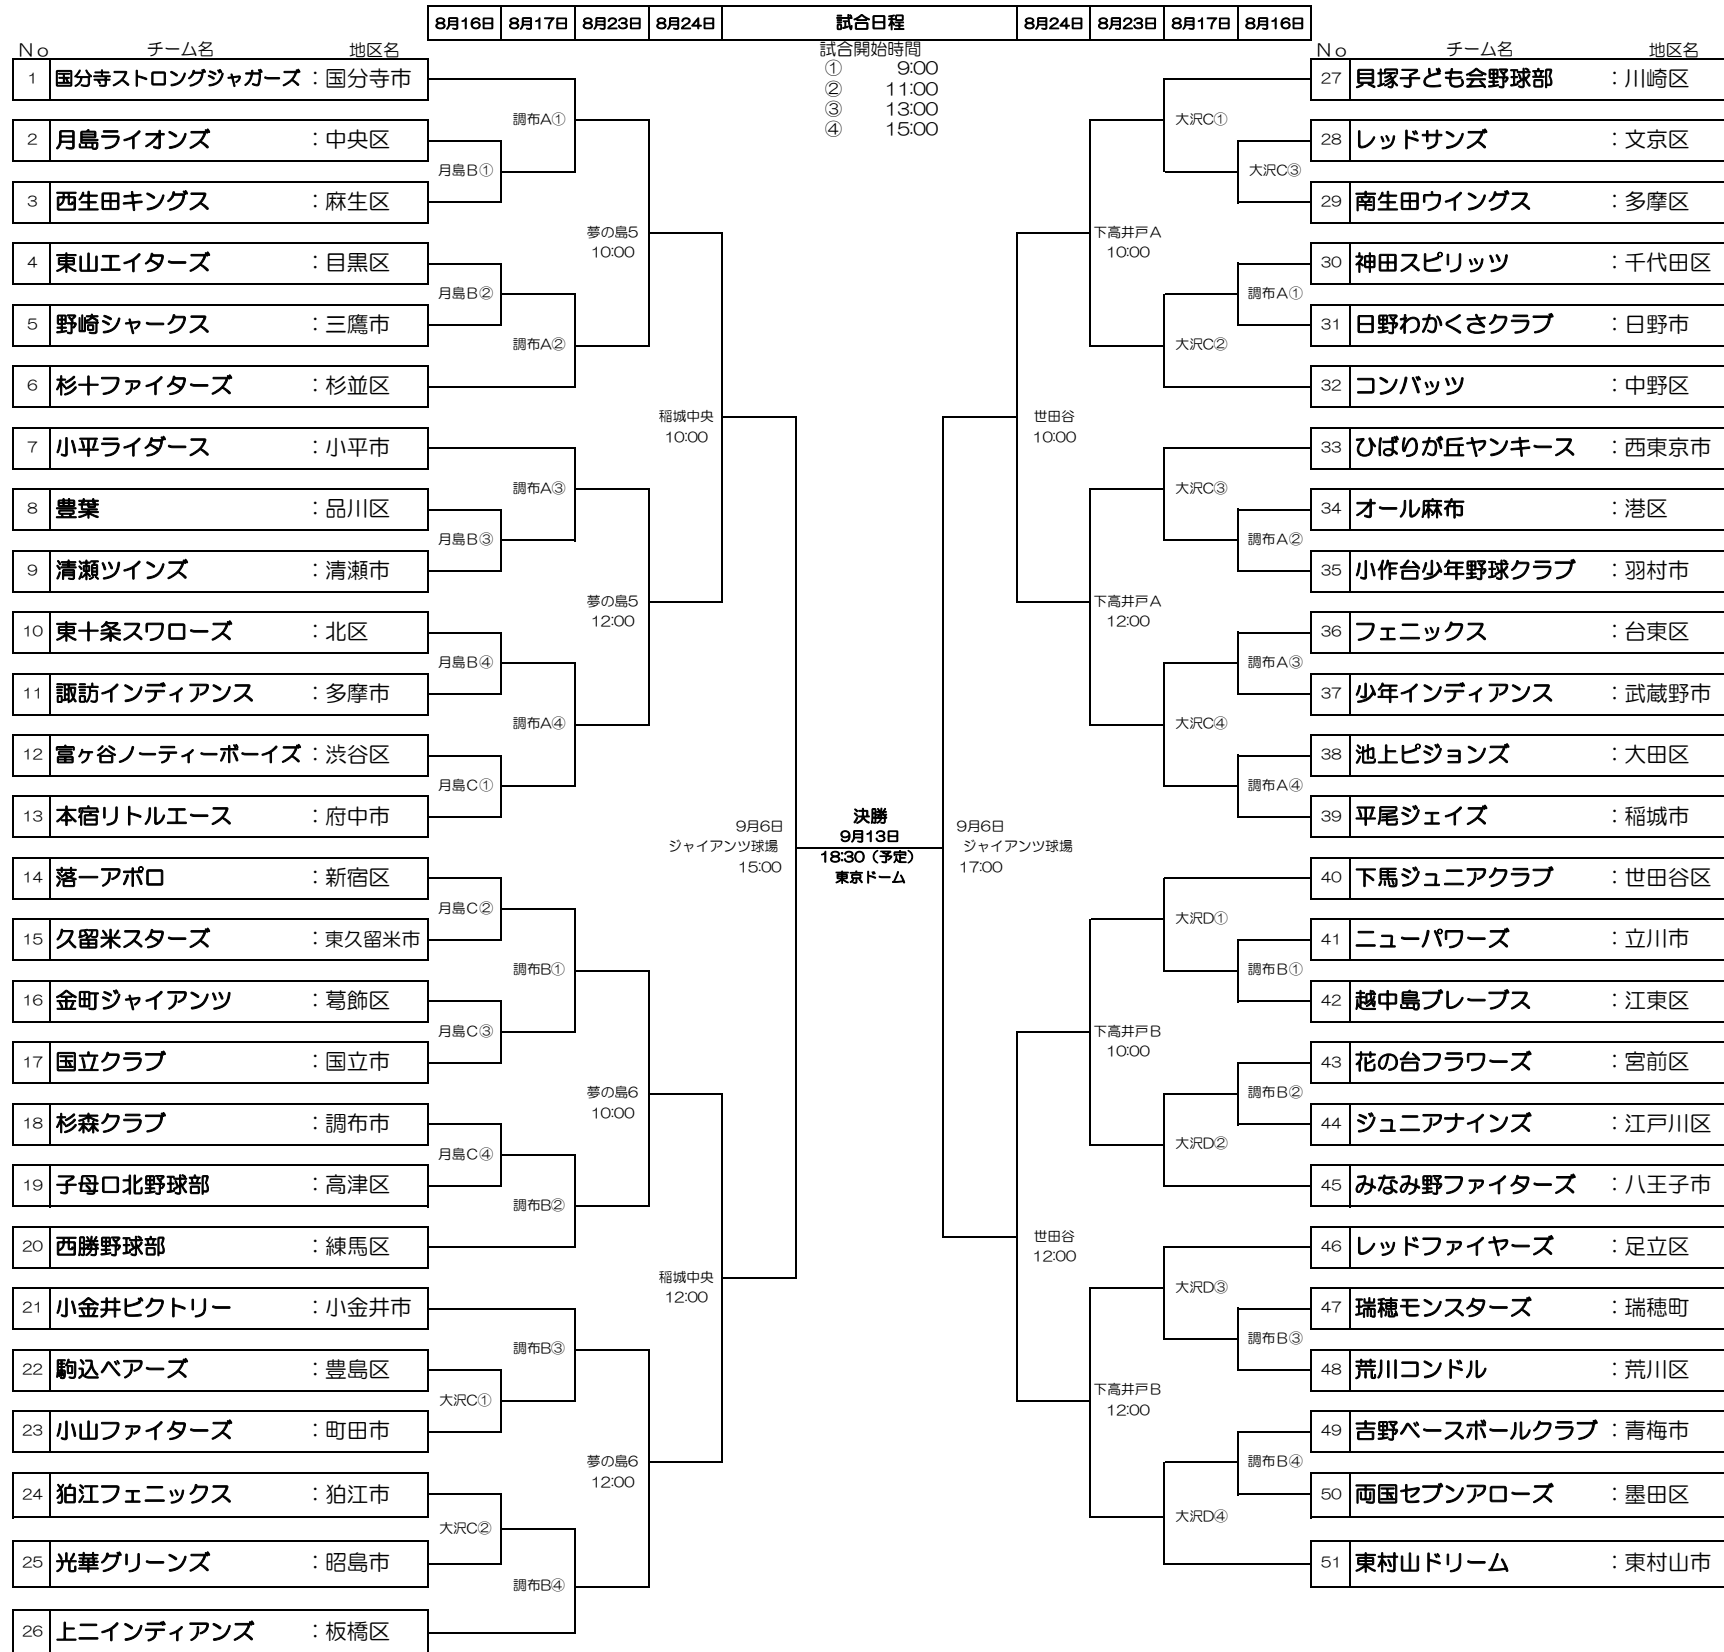 8月16日 8月17日 8月23日 8月24日 試合日程 8月24日 8月23日 8月17日 8月16日
No チーム名 地区名
試合開始時間
① 9:00
② 11:00
③ 13:00
④ 15:00
No チーム名 地区名
1 国分寺ストロングジャガーズ : 国分寺市
2 月島ライオンズ : 中央区
3 西生田キングス : 麻生区
4 東山エイターズ : 目黒区
5 野崎シャークス : 三鷹市
6 杉十ファイターズ : 杉並区
7 小平ライダース : 小平市
8 豊葉 : 品川区
9 清瀬ツインズ : 清瀬市
10 東十条スワローズ : 北区
11 諏訪インディアンス : 多摩市
12 富ヶ谷ノーティーボーイズ : 渋谷区
13 本宿リトルエース : 府中市
14 落一アポロ : 新宿区
15 久留米スターズ : 東久留米市
16 金町ジャイアンツ : 葛飾区
17 国立クラブ : 国立市
18 杉森クラブ : 調布市
19 子母口北野球部 : 高津区
20 西勝野球部 : 練馬区
21 小金井ビクトリー : 小金井市
22 駒込ベアーズ : 豊島区
23 小山ファイターズ : 町田市
24 狛江フェニックス : 狛江市
25 光華グリーンズ : 昭島市
26 上二インディアンズ : 板橋区
月島B①
月島B②
月島B③
月島B④
月島C①
月島C②
月島C③
月島C④
大沢C①
大沢C②
調布A①
調布A②
調布A③
調布A④
調布B①
調布B②
調布B③
調布B④
夢の島5
10:00
夢の島5
12:00
夢の島6
10:00
夢の島6
12:00
稲城中央
10:00
稲城中央
12:00
9月6日
ジャイアンツ球場
15:00
決勝
9月13日
18:30（予定）
東京ドーム
9月6日
ジャイアンツ球場
17:00
世田谷
10:00
世田谷
12:00
下高井戸A
10:00
下高井戸A
12:00
下高井戸B
10:00
下高井戸B
12:00
大沢C①
大沢C②
大沢C③
大沢C④
大沢D①
大沢D②
大沢D③
大沢D④
大沢C③
調布A①
調布A②
調布A③
調布A④
調布B①
調布B②
調布B③
調布B④
27 貝塚子ども会野球部 : 川崎区
28 レッドサンズ : 文京区
29 南生田ウイングス : 多摩区
30 神田スピリッツ : 千代田区
31 日野わかくさクラブ : 日野市
32 コンバッツ : 中野区
33 ひばりが丘ヤンキース : 西東京市
34 オール麻布 : 港区
35 小作台少年野球クラブ : 羽村市
36 フェニックス : 台東区
37 少年インディアンス : 武蔵野市
38 池上ピジョンズ : 大田区
39 平尾ジェイズ : 稲城市
40 下馬ジュニアクラブ : 世田谷区
41 ニューパワーズ : 立川市
42 越中島ブレーブス : 江東区
43 花の台フラワーズ : 宮前区
44 ジュニアナインズ : 江戸川区
45 みなみ野ファイターズ : 八王子市
46 レッドファイヤーズ : 足立区
47 瑞穂モンスターズ : 瑞穂町
48 荒川コンドル : 荒川区
49 吉野ベースボールクラブ : 青梅市
50 両国セブンアローズ : 墨田区
51 東村山ドリーム : 東村山市